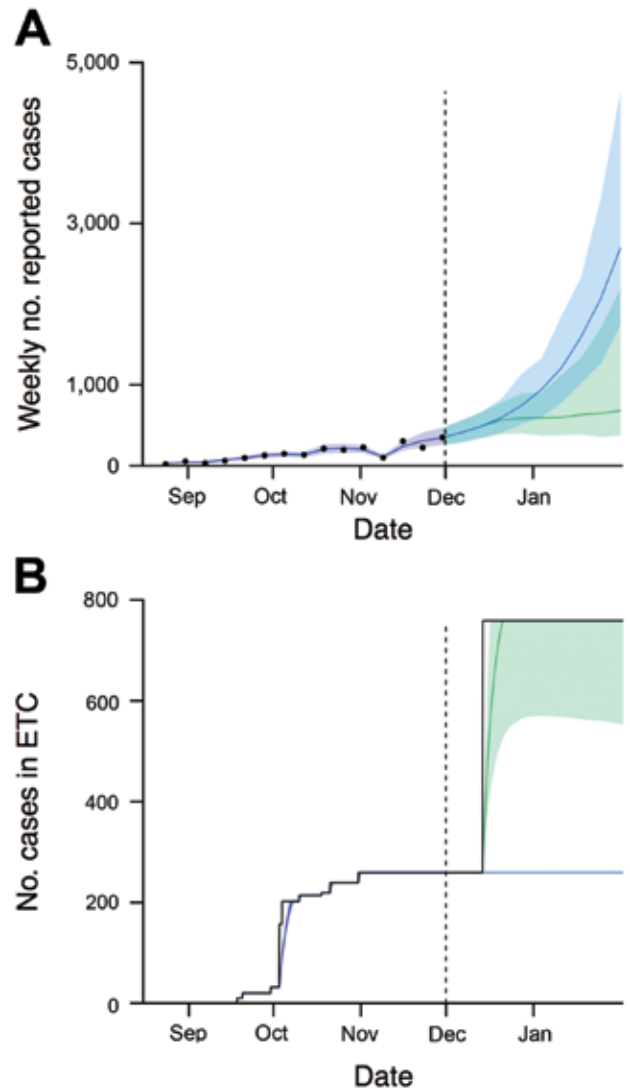 A
Weekly no. reported cases
5,000
3,000
1,000
0
Sep Oct Nov Dec Jan
Date
B
No. cases in ETC
800
600
400
200
0
Sep Oct Nov Dec Jan
Date